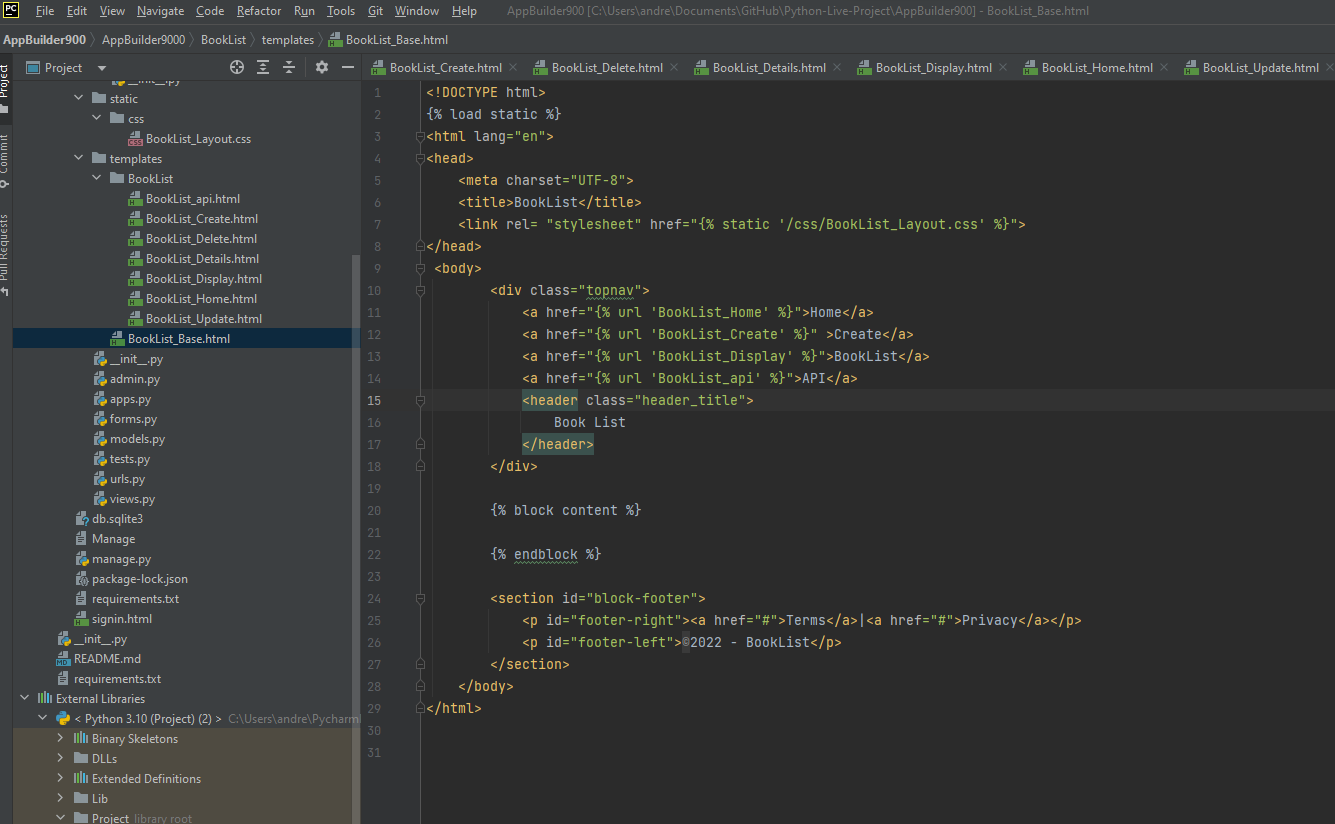 PC File Edit View Navigate Code Refactor Run Tools Git Window Help AppBuilder900 [C:\Users\andre\Documents\GitHub\Python-Live-Project\AppBuilder900] - BookList_Base.html
AppBuilder900 AppBuilder9000 BookList templates BookList_Base.html
Project
BookList_Create.html BookList_Delete.html BookList_Details.html BookList_Display.html BookList_Home.html BookList_Update.html
Project
Commit
Pull Requests
__init__.py
static
css
BookList_Layout.css
templates
BookList
BookList_api.html
BookList_Create.html
BookList_Delete.html
BookList_Details.html
BookList_Display.html
BookList_Home.html
BookList_Update.html
BookList_Base.html
__init__.py
admin.py
apps.py
forms.py
models.py
tests.py
urls.py
views.py
db.sqlite3
Manage
manage.py
package-lock.json
requirements.txt
signin.html
__init__.py
README.md
requirements.txt
External Libraries
< Python 3.10 (Project) (2) > C:\Users\andre\Pycharm
Binary Skeletons
DLLs
Extended Definitions
Lib
Project library root
1 <!DOCTYPE html>
2 {% load static %}
3 <html lang="en">
4 <head>
5 <meta charset="UTF-8">
6 <title>BookList</title>
7 <link rel= "stylesheet" href="{% static '/css/BookList_Layout.css' %}">
8 </head>
9 <body>
10 <div class="topnav">
11 <a href="{% url 'BookList_Home' %}">Home</a>
12 <a href="{% url 'BookList_Create' %}" >Create</a>
13 <a href="{% url 'BookList_Display' %}">BookList</a>
14 <a href="{% url 'BookList_api' %}">API</a>
15 <header class="header_title">
16 Book List
17 </header>
18 </div>
19
20 {% block content %}
21
22 {% endblock %}
23
24 <section id="block-footer">
25 <p id="footer-right"><a href="#">Terms</a>|<a href="#">Privacy</a></p>
26 <p id="footer-left">©2022 - BookList</p>
27 </section>
28 </body>
29 </html>
30
31